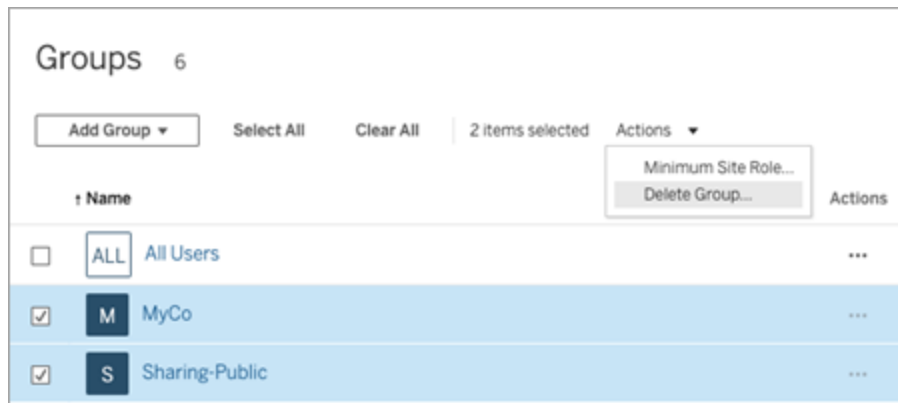 Groups 6
Add Group Select All Clear All 2 items selected Actions
Minimum Site Role...
Delete Group...
Name Actions
ALL All Users
M MyCo
S Sharing-Public